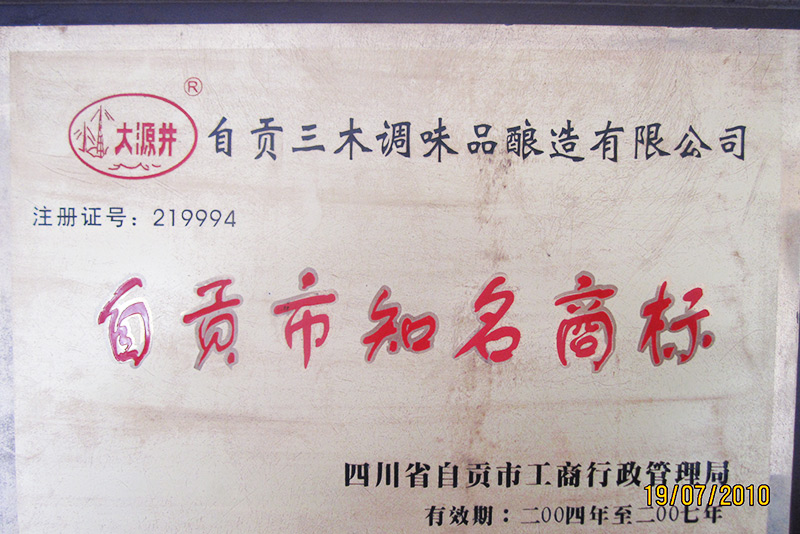 大源井 ® 自贡三木调味品酿造有限公司
注册证号：219994
自贡市知名商标
四川省自贡市工商行政管理局
19/07/2010
有效期：二00四年至二00七年